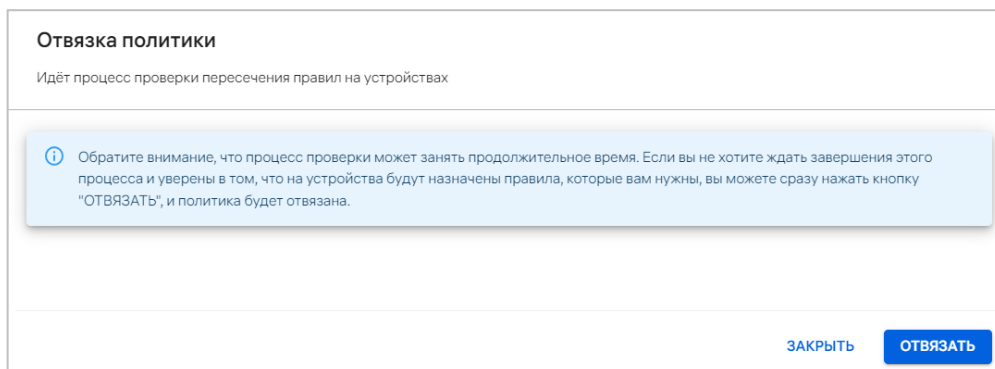 Отвязка политики
Идёт процесс проверки пересечения правил на устройствах
Обратите внимание, что процесс проверки может занять продолжительное время. Если вы не хотите ждать завершения этого
процесса и уверены в том, что на устройства будут назначены правила, которые вам нужны, вы можете сразу нажать кнопку
"ОТВЯЗАТЬ", и политика будет отвязана.
ЗАКРЫТЬ ОТВЯЗАТЬ